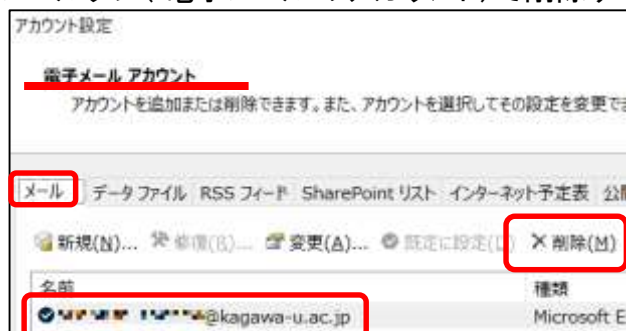 アカウント設定
電子メール アカウント
アカウントを追加または削除できます。また、アカウントを選択してその設定を変更でき
メール データ ファイル RSS フィード SharePoint リスト インターネット予定表 公開
新規(N)... 修復(R)... 変更(A)... 既定に設定(D) 削除(M)
名前 種類
@kagawa-u.ac.jp Microsoft E